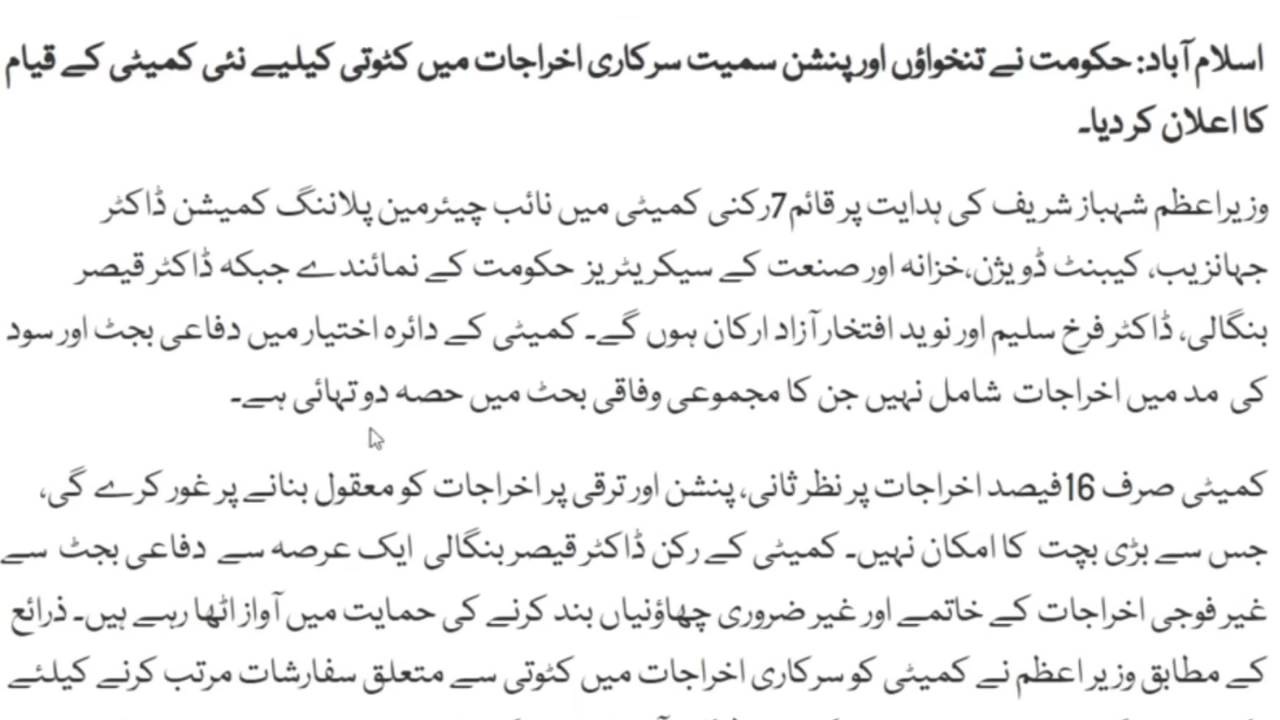 اسلام آباد: حکومت نے تنخواؤں اور پنشن سمیت سرکاری اخراجات میں کٹوتی کیلیے نئی کمیٹی کے قیام
کا اعلان کر دیا۔
وزیراعظم شہباز شریف کی ہدایت پر قائم 7 رکنی کمیٹی میں نائب چیئرمین پلاننگ کمیشن ڈاکٹر
جہانزیب، کیبنٹ ڈویژن،خزانہ اور صنعت کے سیکریٹریز حکومت کے نمائندے جبکہ ڈاکٹر قیصر
بنگالی، ڈاکٹر فرخ سلیم اور نوید افتخار آزاد ارکان ہوں گے۔ کمیٹی کے دائرہ اختیار میں دفاعی بجٹ اور سود
کی مد میں اخراجات شامل نہیں جن کا مجموعی وفاقی بحٹ میں حصہ دو تہائی ہے۔
کمیٹی صرف 16 فیصد اخراجات پر نظر ثانی، پنشن اور ترقی پر اخراجات کو معقول بنانے پر غور کرے گی،
جس سے بڑی بچت کا امکان نہیں۔ کمیٹی کے رکن ڈاکٹر قیصر بنگالی ایک عرصہ سے دفاعی بجٹ سے
غیر فوجی اخراجات کے خاتمے اور غیر ضروری چھاؤنیاں بند کرنے کی حمایت میں آواز اٹھا رہے ہیں۔ ذرائع
کے مطابق وزیر اعظم نے کمیٹی کو سرکاری اخراجات میں کٹوتی سے متعلق سفارشات مرتب کرنے کیلئے